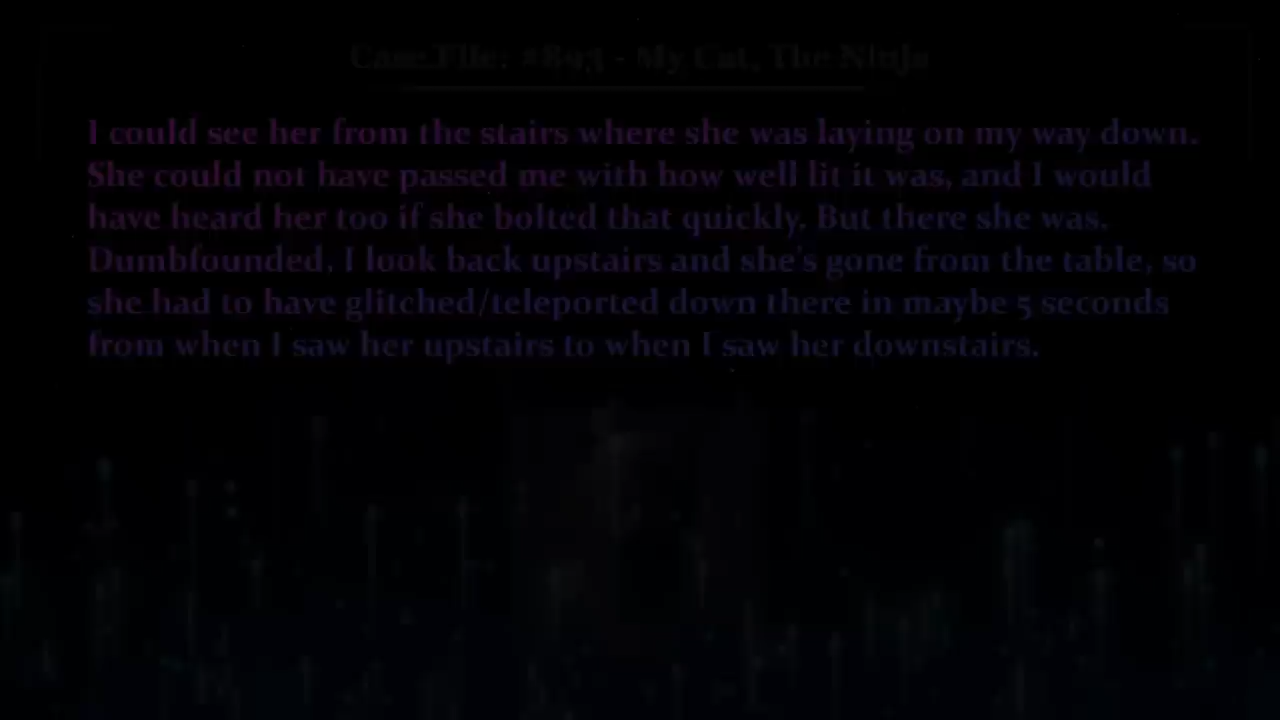 Case File: #8973 - My Cat, The Ninja
I could see her from the stairs where she was laying on my way down.
She could not have passed me with how well lit it was, and I would
have heard her too if she bolted that quickly. But there she was.
Dumbfounded, I look back upstairs and she's gone from the table, so
she had to have glitched/teleported down there in maybe 5 seconds
from when I saw her upstairs to when I saw her downstairs.